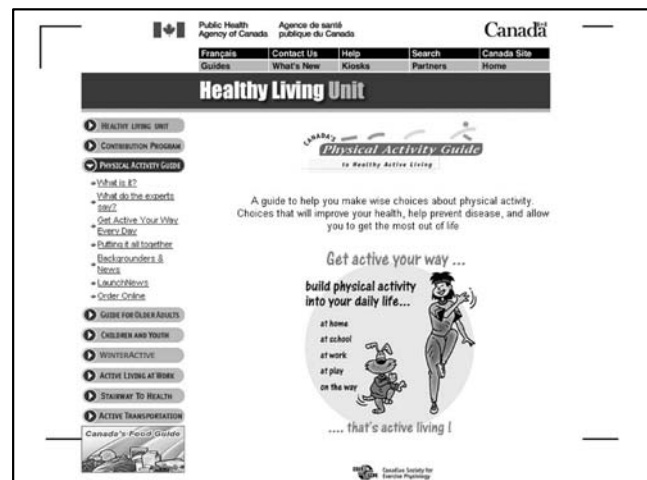 Public Health Agence de santé
Agency of Canada publique du Canada
Canada
Français Contact Us Help Search Canada Site
Guides What's New Kiosks Partners Home
Healthy Living Unit
HEALTHY LIVING UNIT
CONTRIBUTION PROGRAM
PHYSICAL ACTIVITY GUIDE
What is it?
What do the experts
say?
Get Active Your Way
Every Day
Putting it all together
Backgrounders &
News
LaunchNews
Order Online
GUIDE FOR OLDER ADULTS
CHILDREN AND YOUTH
WINTERACTIVE
ACTIVE LIVING AT WORK
STAIRWAY TO HEALTH
ACTIVE TRANSPORTATION
Canada's Food Guide
CANADA'S
Physical Activity Guide
to Healthy Active Living
A guide to help you make wise choices about physical activity.
Choices that will improve your health, help prevent disease, and allow
you to get the most out of life
Get active your way ...
build physical activity
into your daily life...
at home
at school
at work
at play
on the way
.... that's active living !
Canadian Society for
Exercise Physiology